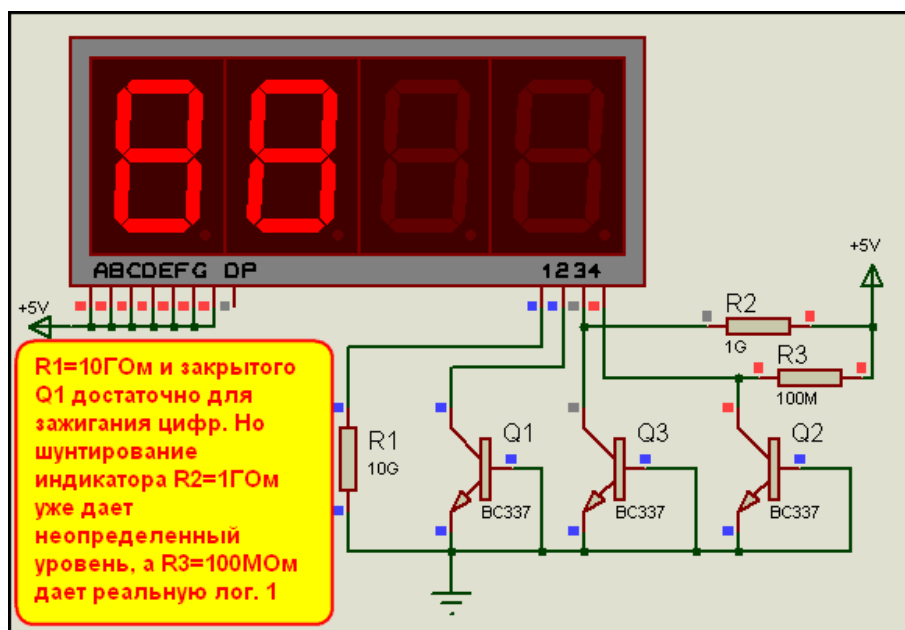 ABCDEFG DP
1234
+5V
+5V
R2
1G
R3
100M
R1=10ГОм и закрытого
Q1 достаточно для
зажигания цифр. Но
шунтирование
индикатора R2=1ГОм
уже дает
неопределенный
уровень, а R3=100МОм
дает реальную лог. 1
R1
10G
Q1
BC337
Q3
BC337
Q2
BC337